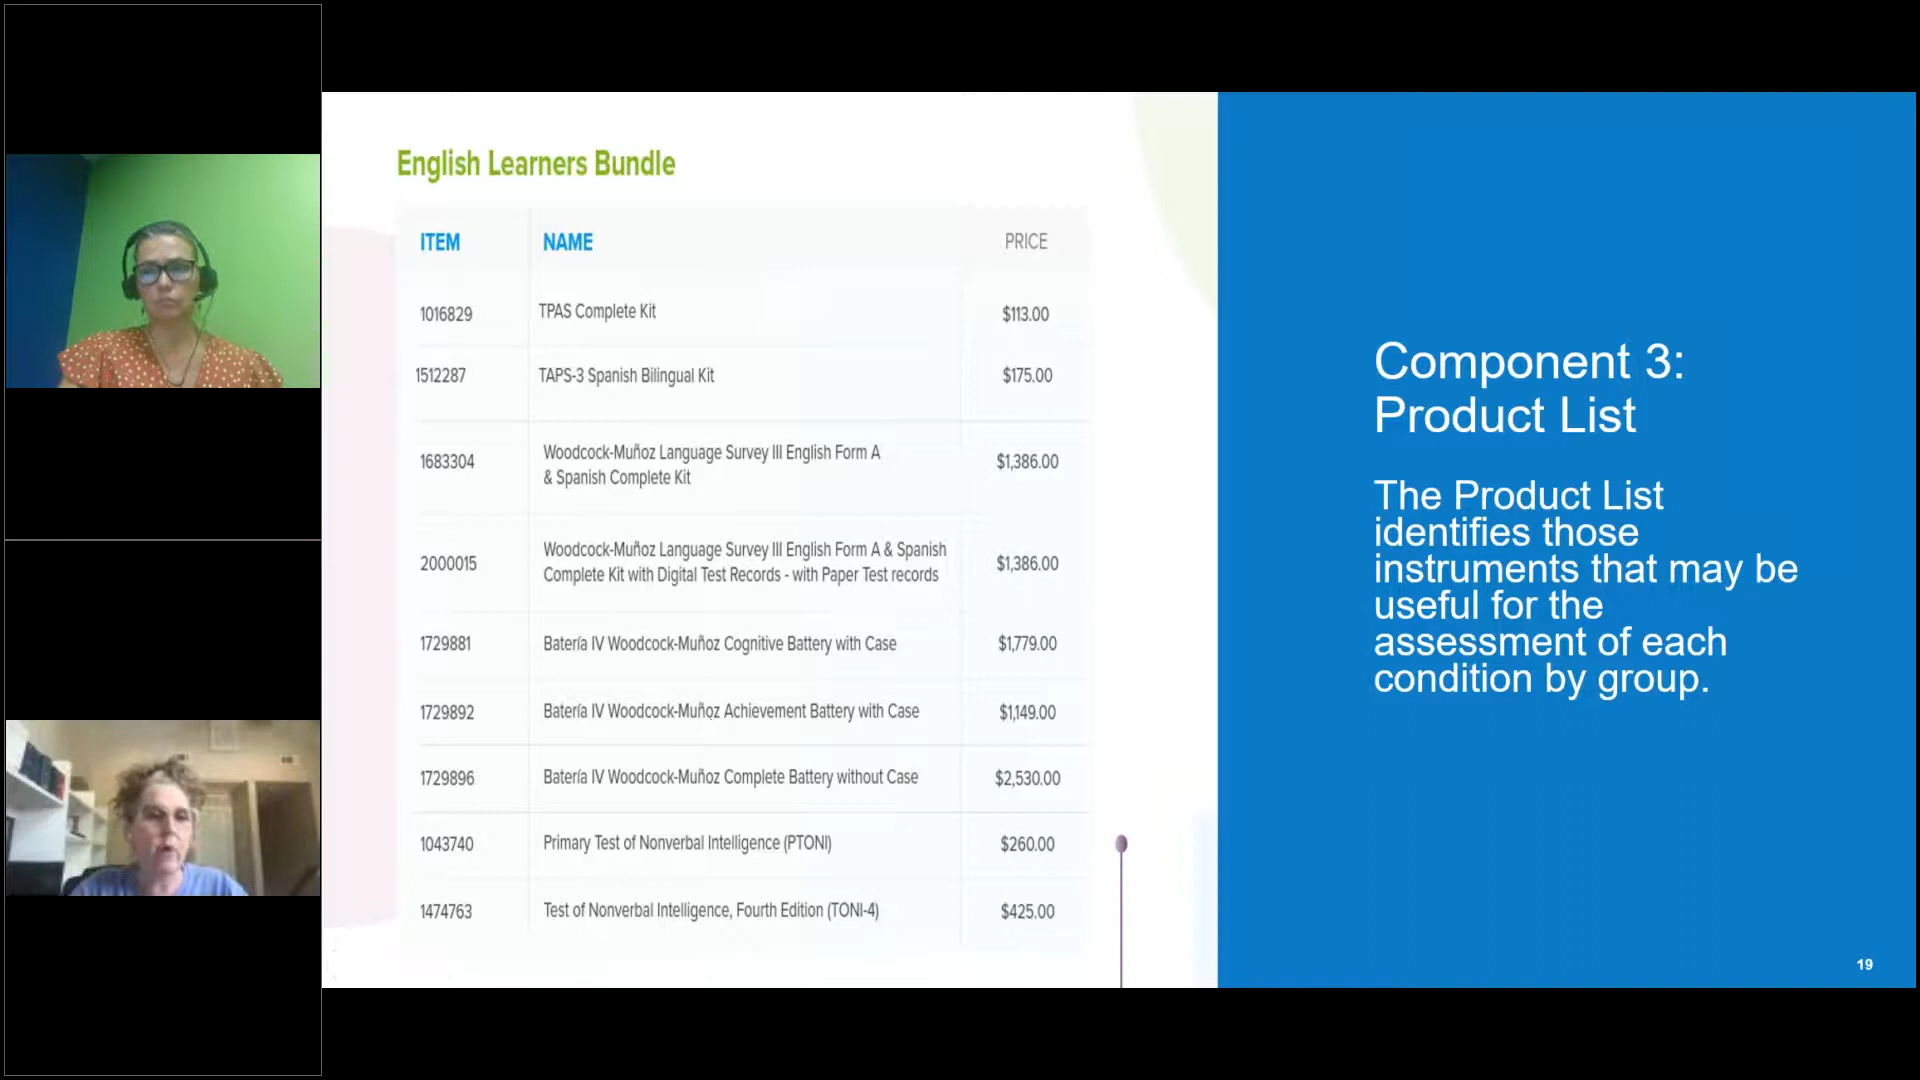 English Learners Bundle
ITEM NAME PRICE
1016829 TPAS Complete Kit $113.00
1512287 TAPS-3 Spanish Bilingual Kit $175.00
1683304 Woodcock-Muñoz Language Survey III English Form A
& Spanish Complete Kit $1,386.00
2000015 Woodcock-Muñoz Language Survey III English Form A & Spanish
Complete Kit with Digital Test Records - with Paper Test records $1,386.00
1729881 Batería IV Woodcock-Muñoz Cognitive Battery with Case $1,779.00
1729892 Batería IV Woodcock-Muñoz Achievement Battery with Case $1,149.00
1729896 Batería IV Woodcock-Muñoz Complete Battery without Case $2,530.00
1043740 Primary Test of Nonverbal Intelligence (PTONI) $260.00
1474763 Test of Nonverbal Intelligence, Fourth Edition (TONI-4) $425.00
Component 3:
Product List
The Product List
identifies those
instruments that may be
useful for the
assessment of each
condition by group.
19